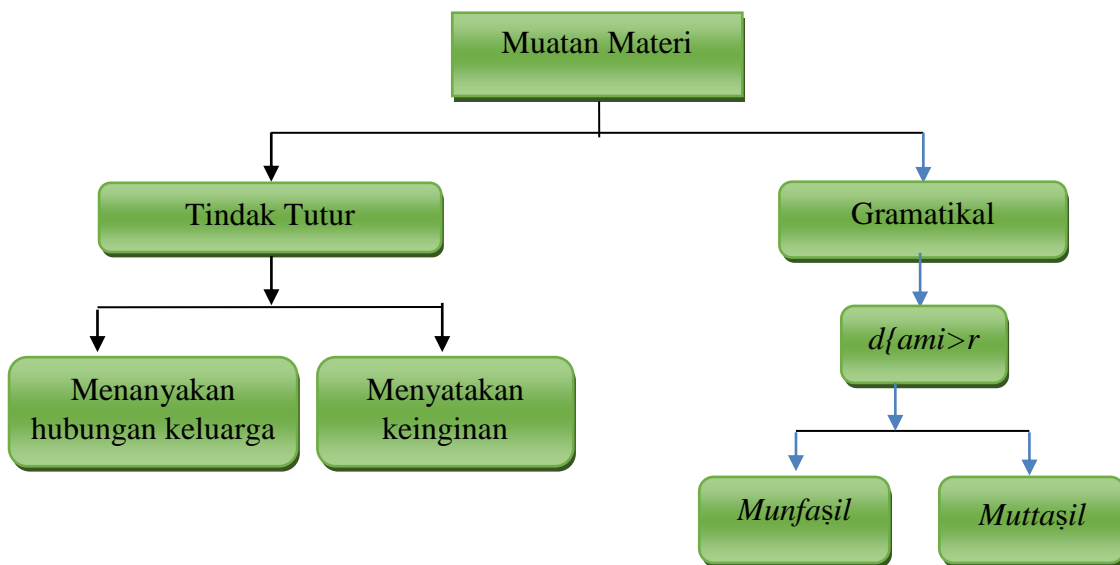 Muatan Materi
Tindak Tutur
Gramatikal
d{ami>r
Menanyakan
hubungan keluarga
Menyatakan
keinginan
Munfaṣil
Muttaṣil